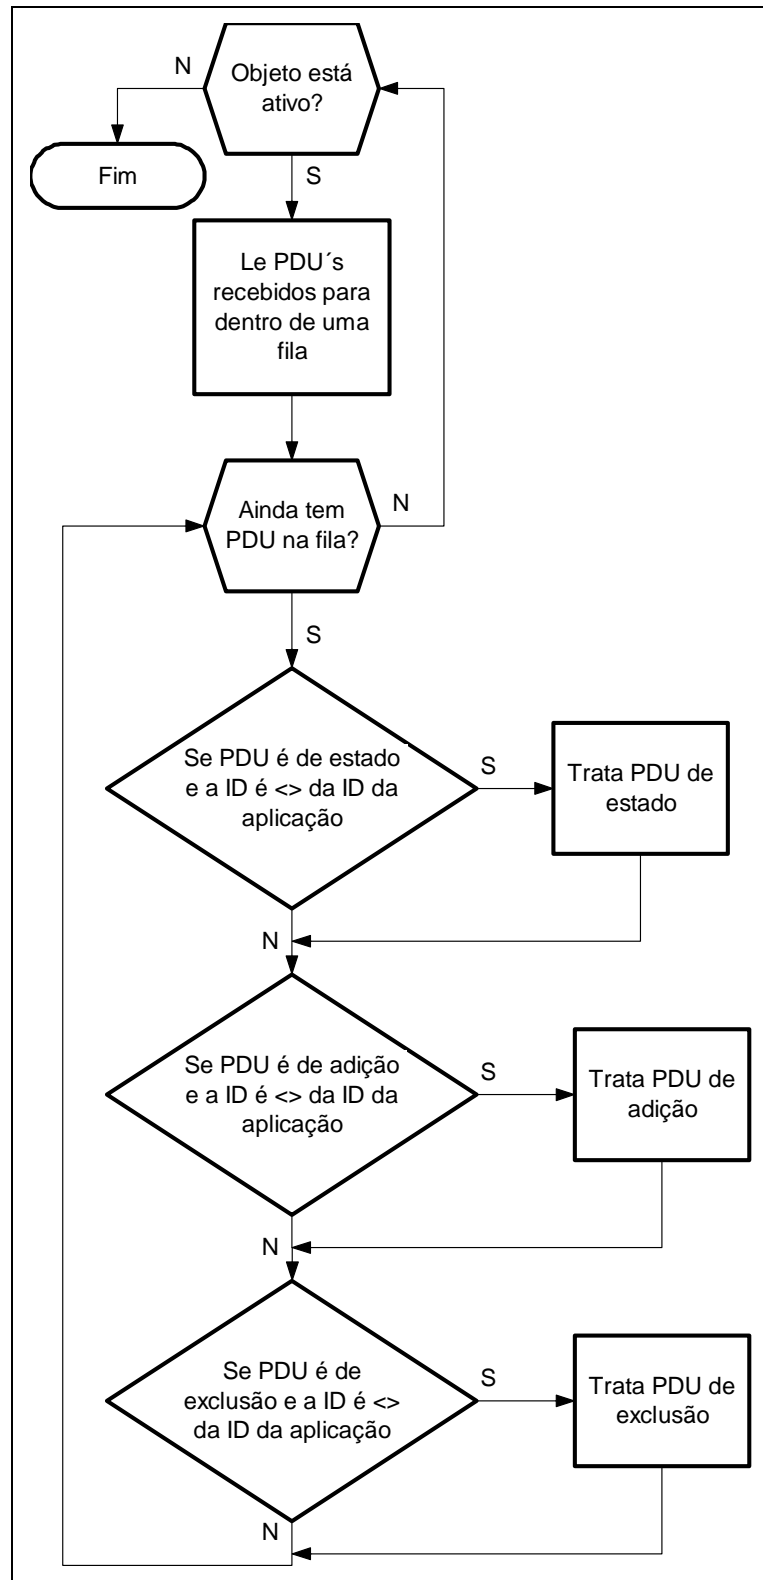 N
Objeto está
ativo?
Fim
S
Le PDU´s
recebidos para
dentro de uma
fila
Ainda tem
PDU na fila?
N
S
Se PDU é de estado
e a ID é <> da ID da
aplicação
S
Trata PDU de
estado
N
Se PDU é de adição
e a ID é <> da ID da
aplicação
S
Trata PDU de
adição
N
Se PDU é de
exclusão e a ID é <>
da ID da aplicação
S
Trata PDU de
exclusão
N